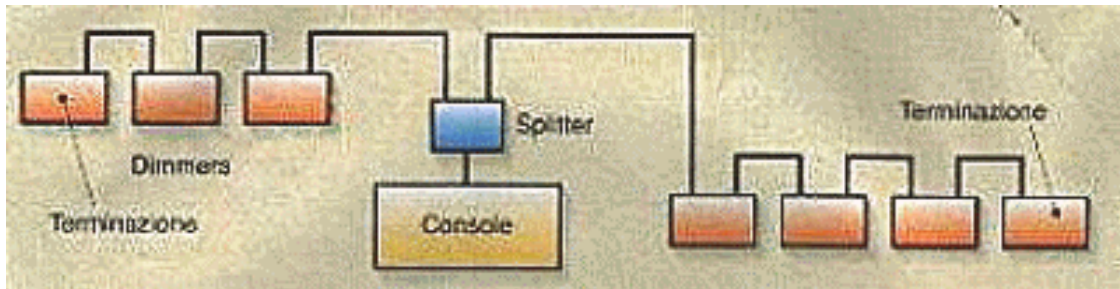 Splitter
Terminazione
Dimmers
Terminazione
Console